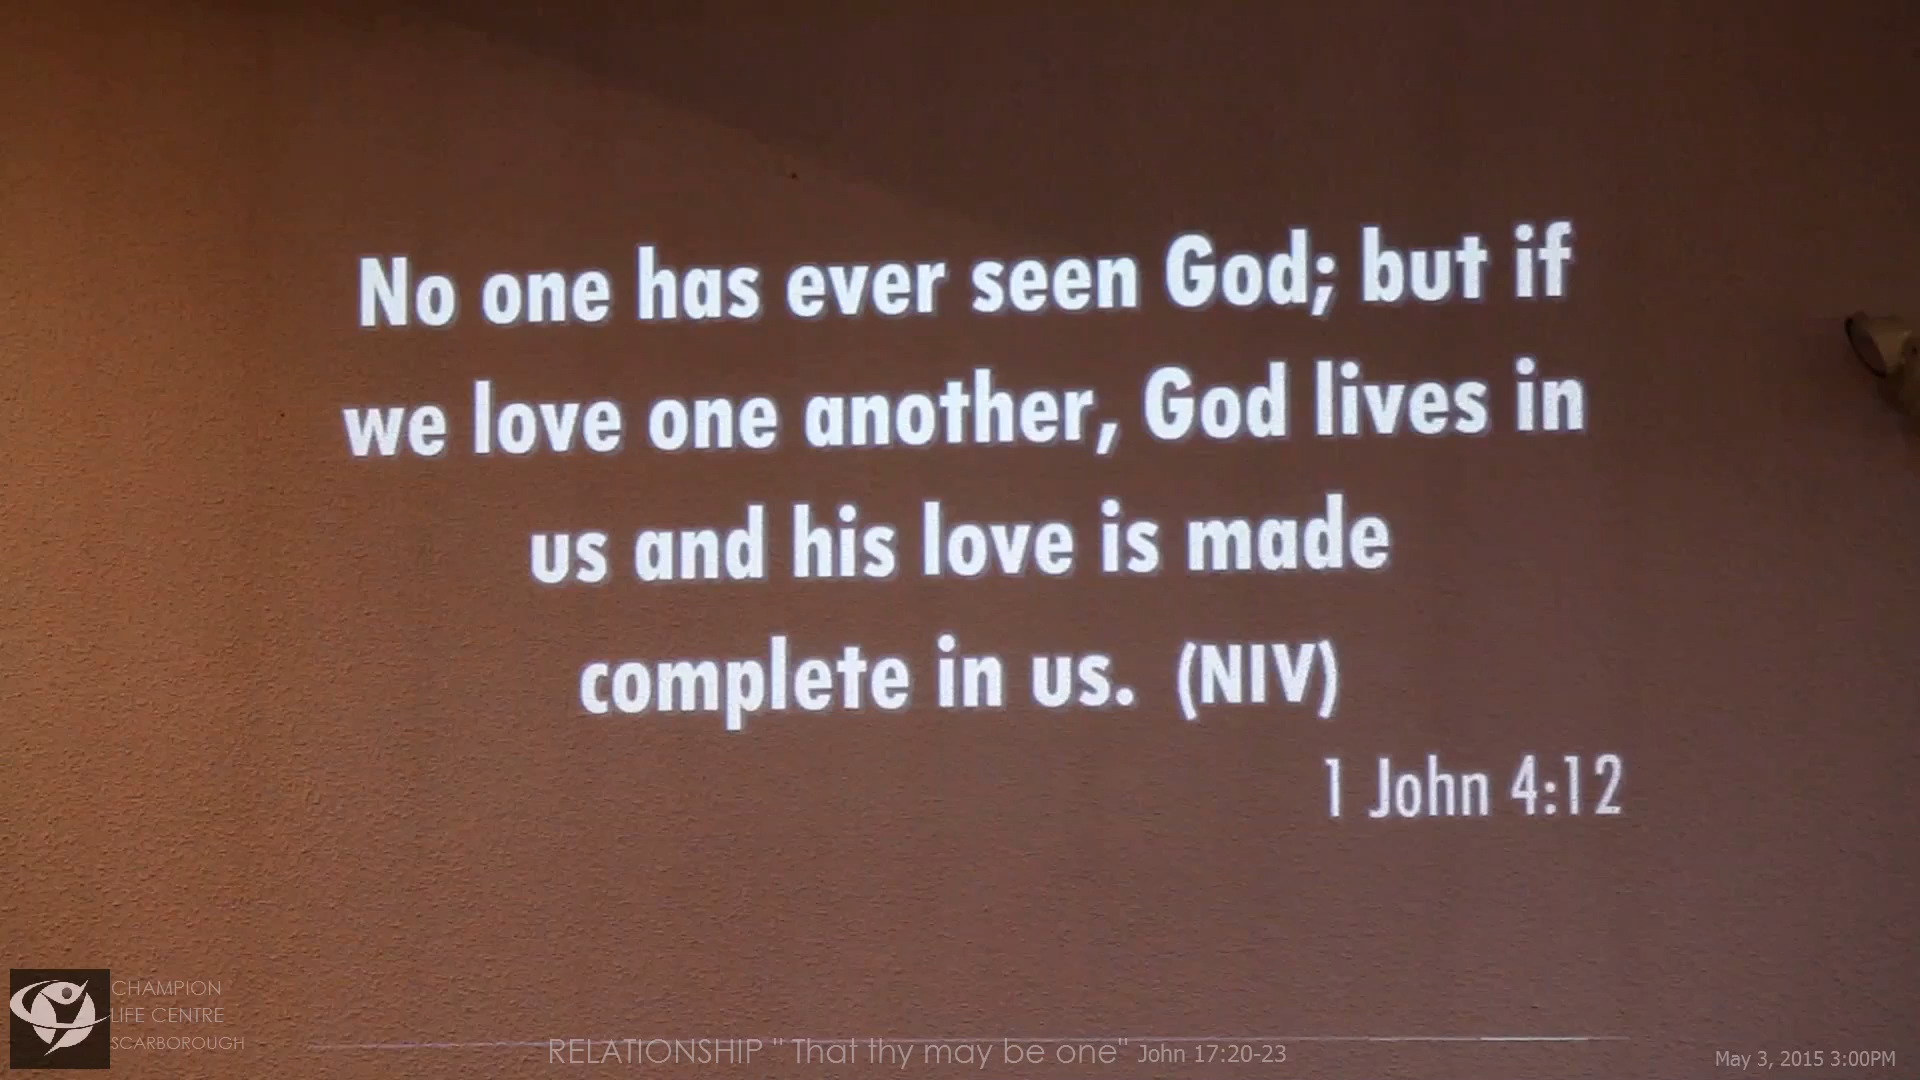 No one has ever seen God; but if
we love one another, God lives in
us and his love is made
complete in us. (NIV)
1 John 4:12
CHAMPION
LIFE CENTRE
SCARBOROUGH
RELATIONSHIP " That thy may be one" John 17:20-23
May 3, 2015 3:00PM